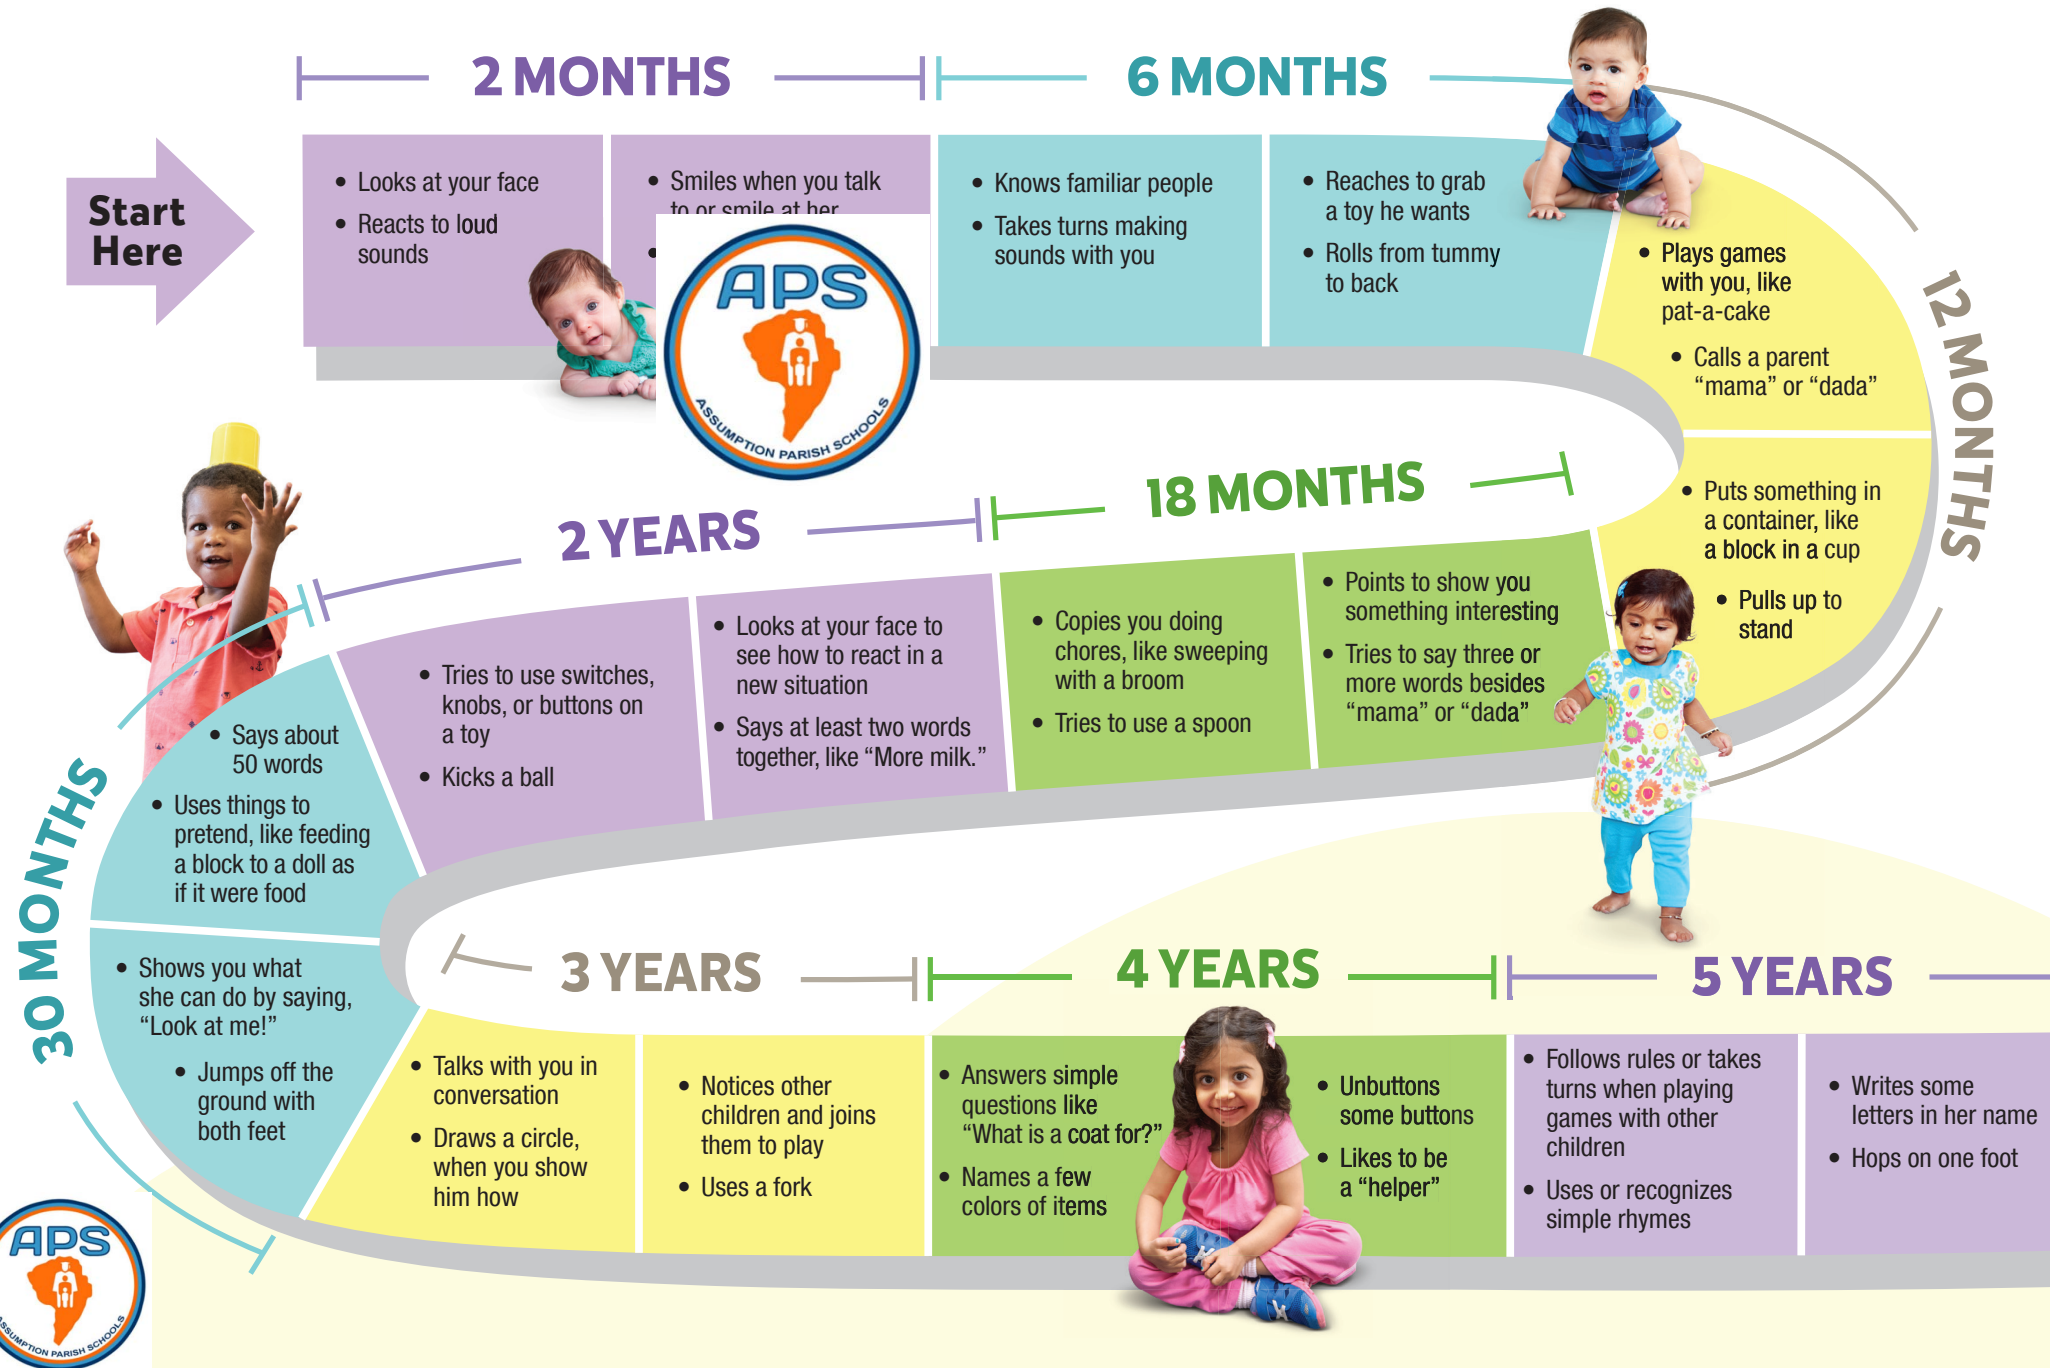 2 MONTHS
6 MONTHS
Start
Here
• Looks at your face
• Reacts to loud
sounds
• Smiles when you talk
to or smile at her
•
APS
ASSUMPTION PARISH SCHOOLS
• Knows familiar people
• Takes turns making
sounds with you
• Reaches to grab
a toy he wants
• Rolls from tummy
to back
12 MONTHS
• Plays games
with you, like
pat-a-cake
• Calls a parent
“mama” or “dada”
• Puts something in
a container, like
a block in a cup
• Pulls up to
stand
18 MONTHS
• Points to show you
something interesting
• Tries to say three or
more words besides
“mama” or “dada”
• Copies you doing
chores, like sweeping
with a broom
• Tries to use a spoon
2 YEARS
• Looks at your face to
see how to react in a
new situation
• Says at least two words
together, like “More milk.”
• Tries to use switches,
knobs, or buttons on
a toy
• Kicks a ball
30 MONTHS
• Says about
50 words
• Uses things to
pretend, like feeding
a block to a doll as
if it were food
• Shows you what
she can do by saying,
“Look at me!”
• Jumps off the
ground with
both feet
3 YEARS
• Talks with you in
conversation
• Draws a circle,
when you show
him how
• Notices other
children and joins
them to play
• Uses a fork
4 YEARS
• Answers simple
questions like
“What is a coat for?”
• Names a few
colors of items
• Unbuttons
some buttons
• Likes to be
a “helper”
5 YEARS
• Follows rules or takes
turns when playing
games with other
children
• Uses or recognizes
simple rhymes
• Writes some
letters in her name
• Hops on one foot
APS
ASSUMPTION PARISH SCHOOLS